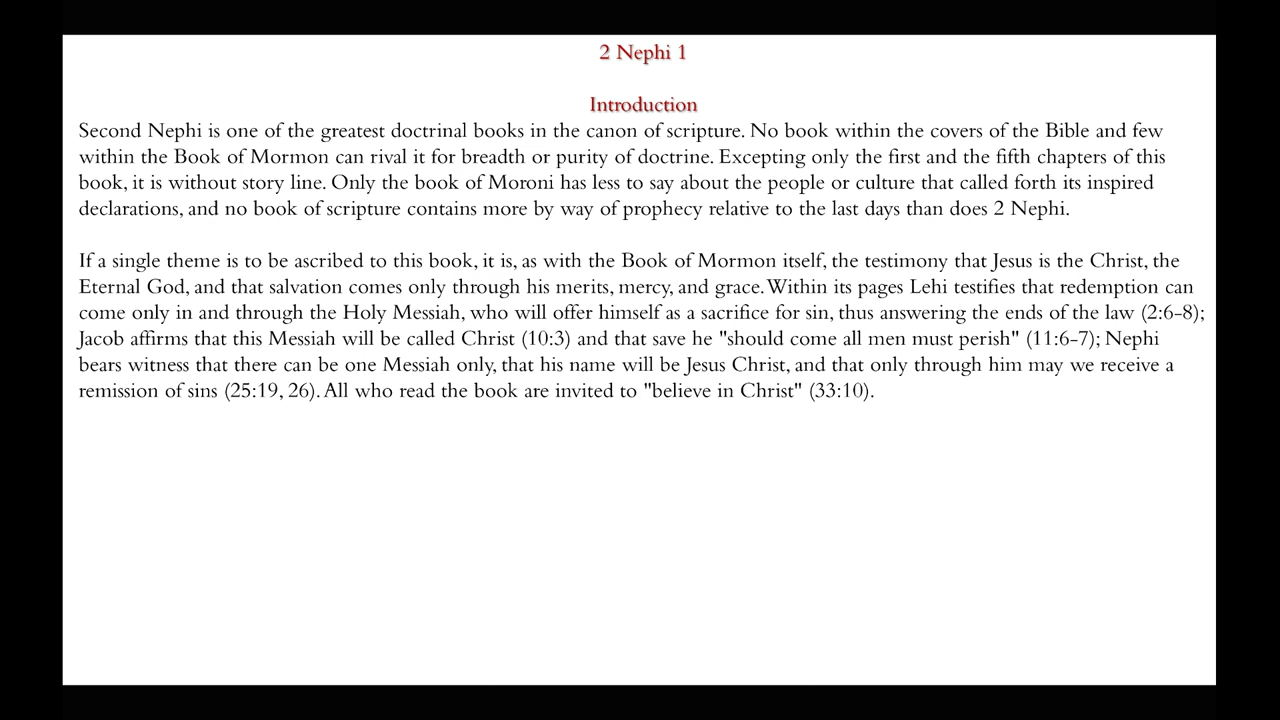 2 Nephi 1
Introduction
Second Nephi is one of the greatest doctrinal books in the canon of scripture. No book within the covers of the Bible and few
within the Book of Mormon can rival it for breadth or purity of doctrine. Excepting only the first and the fifth chapters of this
book, it is without story line. Only the book of Moroni has less to say about the people or culture that called forth its inspired
declarations, and no book of scripture contains more by way of prophecy relative to the last days than does 2 Nephi.
If a single theme is to be ascribed to this book, it is, as with the Book of Mormon itself, the testimony that Jesus is the Christ, the
Eternal God, and that salvation comes only through his merits, mercy, and grace. Within its pages Lehi testifies that redemption can
come only in and through the Holy Messiah, who will offer himself as a sacrifice for sin, thus answering the ends of the law (2:6-8);
Jacob affirms that this Messiah will be called Christ (10:3) and that save he "should come all men must perish" (11:6-7); Nephi
bears witness that there can be one Messiah only, that his name will be Jesus Christ, and that only through him may we receive a
remission of sins (25:19, 26). All who read the book are invited to "believe in Christ" (33:10).